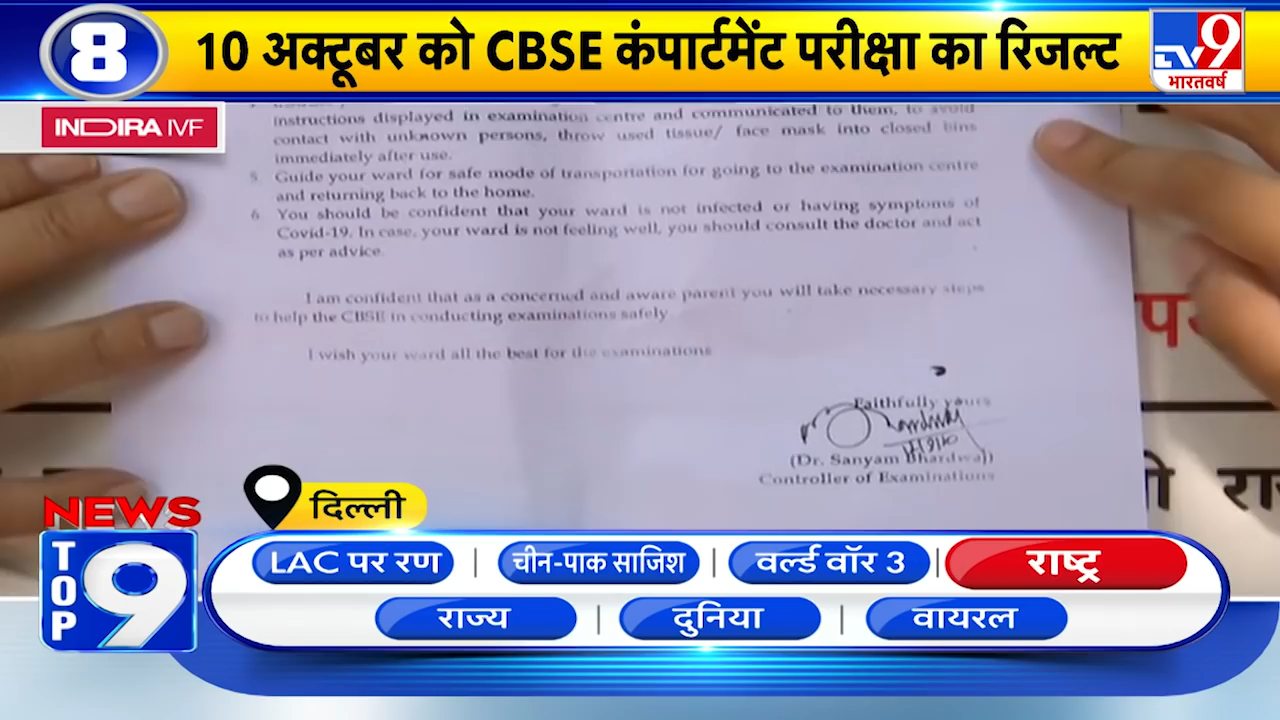 8
10 अक्टूबर को CBSE कंपार्टमेंट परीक्षा का रिजल्ट
TV9
भारतवर्ष
INDIRA IVF
instructions displayed in examination centre and communicated to them, to avoid
contact with unknown persons, throw used tissue/ face mask into closed bins
immediately after use.
5. Guide your ward for safe mode of transportation for going to the examination centre
and returning back to the home.
6. You should be confident that your ward is not infected or having symptoms of
Covid-19. In case, your ward is not feeling well, you should consult the doctor and act
as per advice.
I am confident that as a concerned and aware parent you will take necessary steps
to help the CBSE in conducting examinations safely
I wish your ward all the best for the examinations
Faithfully yours
(Dr. Sanyam Bhardwaj)
Controller of Examinations
NEWS
TOP 9
दिल्ली
LAC पर रण | चीन-पाक साजिश | वर्ल्ड वॉर 3 | राष्ट्र
राज्य | दुनिया | वायरल